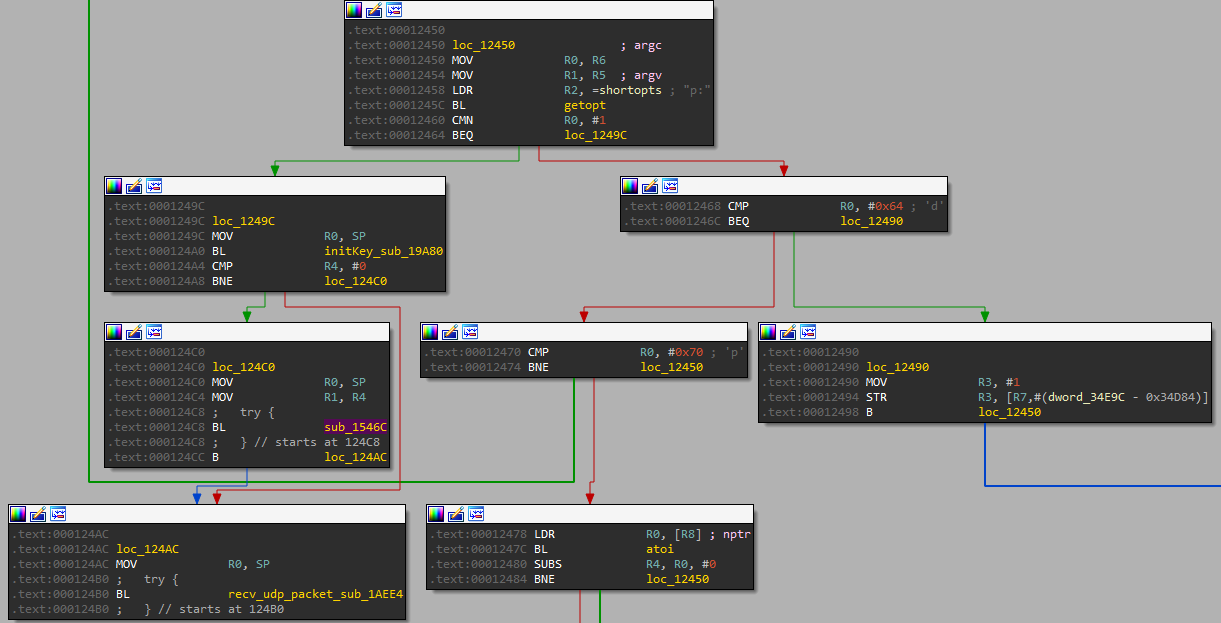 .text:00012450
.text:00012450 loc_12450 ; argc
.text:00012450 MOV R0, R6
.text:00012454 MOV R1, R5 ; argv
.text:00012458 LDR R2, =shortopts ; "p:"
.text:0001245C BL getopt
.text:00012460 CMN R0, #1
.text:00012464 BEQ loc_1249C
.text:0001249C
.text:0001249C loc_1249C
.text:0001249C MOV R0, SP
.text:000124A0 BL initKey_sub_19A80
.text:000124A4 CMP R4, #0
.text:000124A8 BNE loc_124C0
.text:00012468 CMP R0, #0x64 ; 'd'
.text:0001246C BEQ loc_12490
.text:000124C0
.text:000124C0 loc_124C0
.text:000124C0 MOV R0, SP
.text:000124C4 MOV R1, R4
.text:000124C8 ; try {
.text:000124C8 BL sub_1546C
.text:000124C8 ; } // starts at 124C8
.text:000124CC B loc_124AC
.text:00012470 CMP R0, #0x70 ; 'p'
.text:00012474 BNE loc_12450
.text:00012490
.text:00012490 loc_12490
.text:00012490 MOV R3, #1
.text:00012494 STR R3, [R7,#(dword_34E9C - 0x34D84)]
.text:00012498 B loc_12450
.text:000124AC
.text:000124AC loc_124AC
.text:000124AC MOV R0, SP
.text:000124B0 ; try {
.text:000124B0 BL recv_udp_packet_sub_1AEE4
.text:000124B0 ; } // starts at 124B0
.text:00012478 LDR R0, [R8] ; nptr
.text:0001247C BL atoi
.text:00012480 SUBS R4, R0, #0
.text:00012484 BNE loc_12450